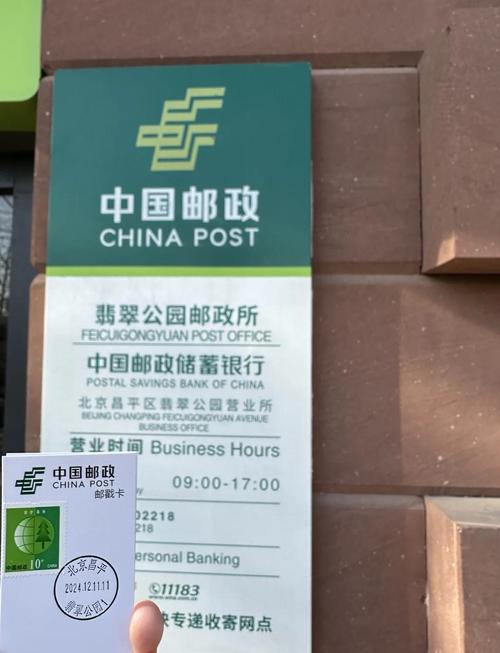 中国邮政
CHINA POST
翡翠公园邮政所
FEICUIGONGYUAN POST OFFICE
中国邮政储蓄银行
POSTAL SAVINGS BANK OF CHINA
北京昌平区翡翠公园营业所
BEIJING CHANGPING FEICUIGONGYUAN AVENUE
BUSINESS OFFICE
营业时间 Business Hours
09:00-17:00
02218
218
ersonal Banking
11183
www.ems.com.cn
快专递收寄网点
中国邮政
CHINA POST
邮戳卡
中国邮政
10
CHINA
北京昌平
2024.12.11.11
翡翠公园1